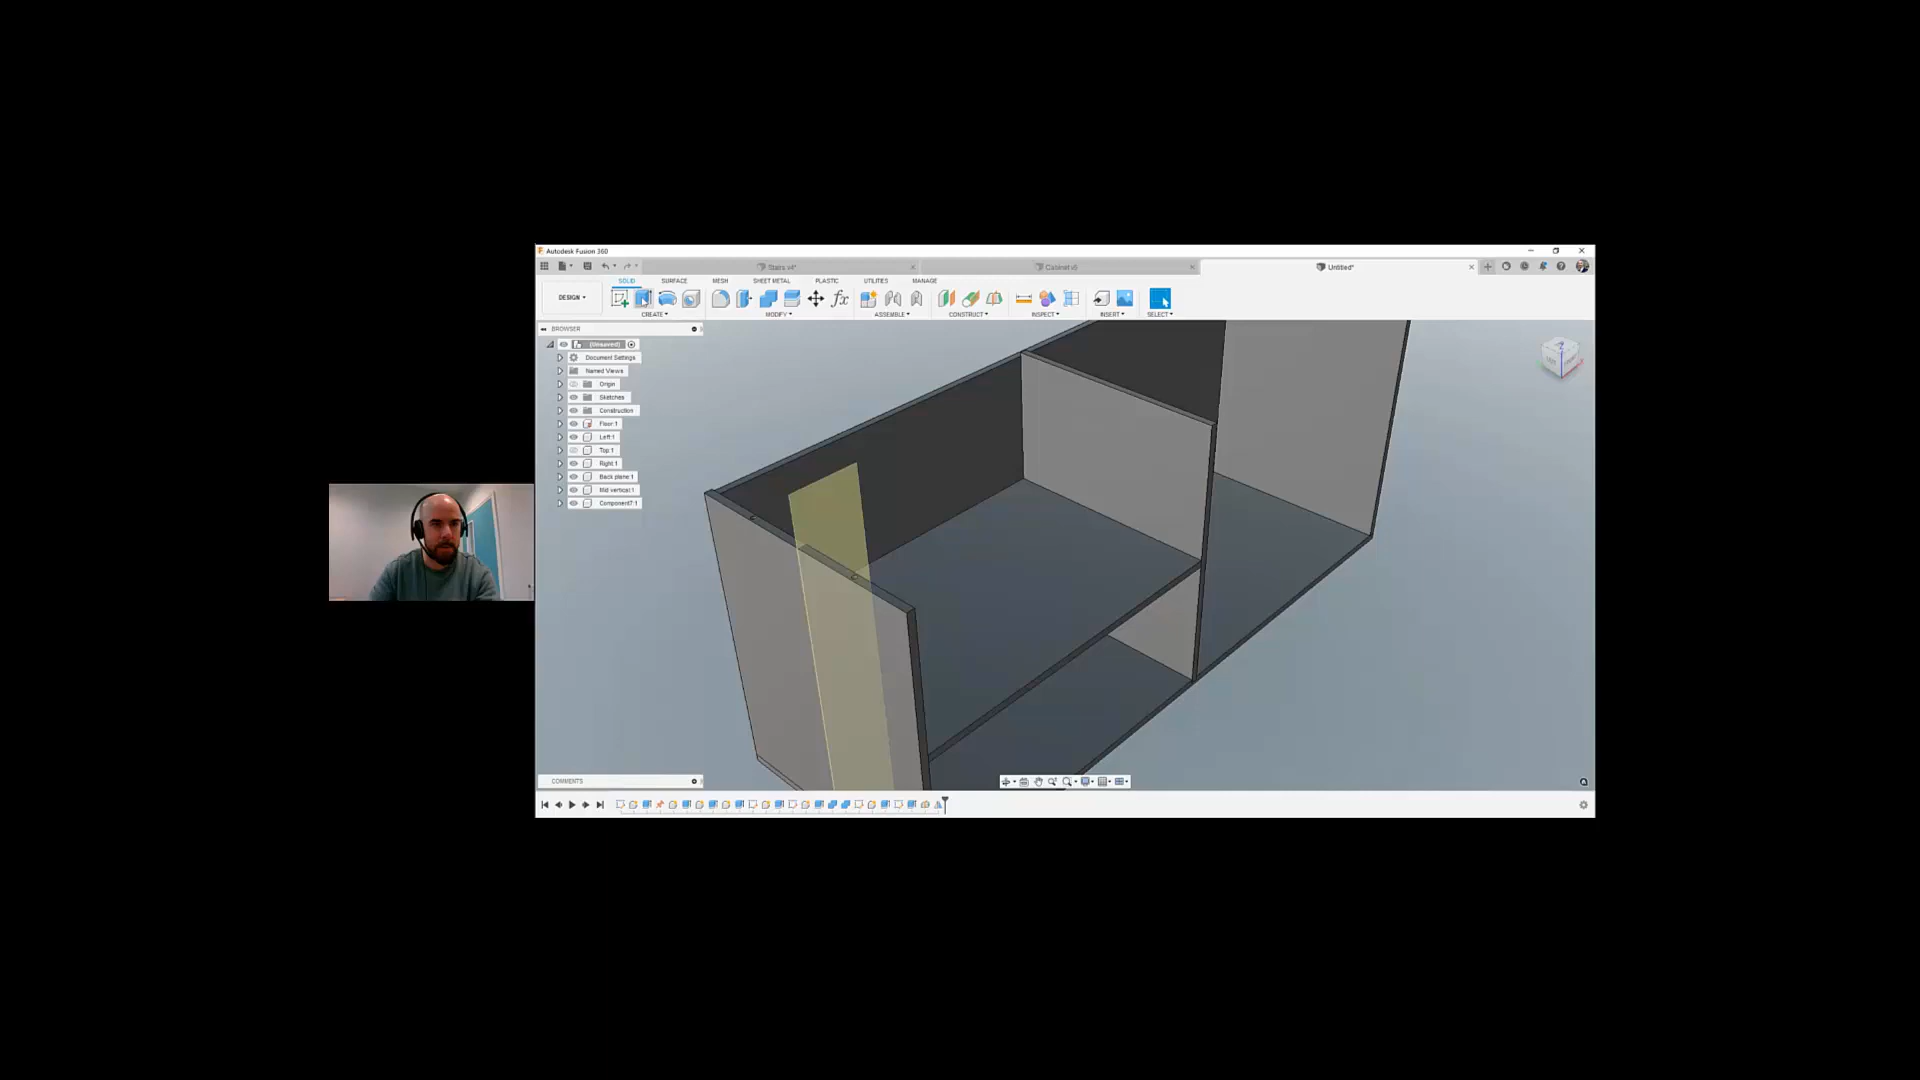 Autodesk Fusion 360
Stairs v4*
Cabinet v5
Untitled*
SOLID
SURFACE
MESH
SHEET METAL
PLASTIC
UTILITIES
MANAGE
DESIGN
CREATE
MODIFY
ASSEMBLE
CONSTRUCT
INSPECT
INSERT
SELECT
BROWSER
(Unsaved)
Document Settings
Named Views
Origin
Sketches
Construction
Floor:1
Left:1
Top:1
Right:1
Back plane:1
Mid vertical:1
Component7:1
COMMENTS